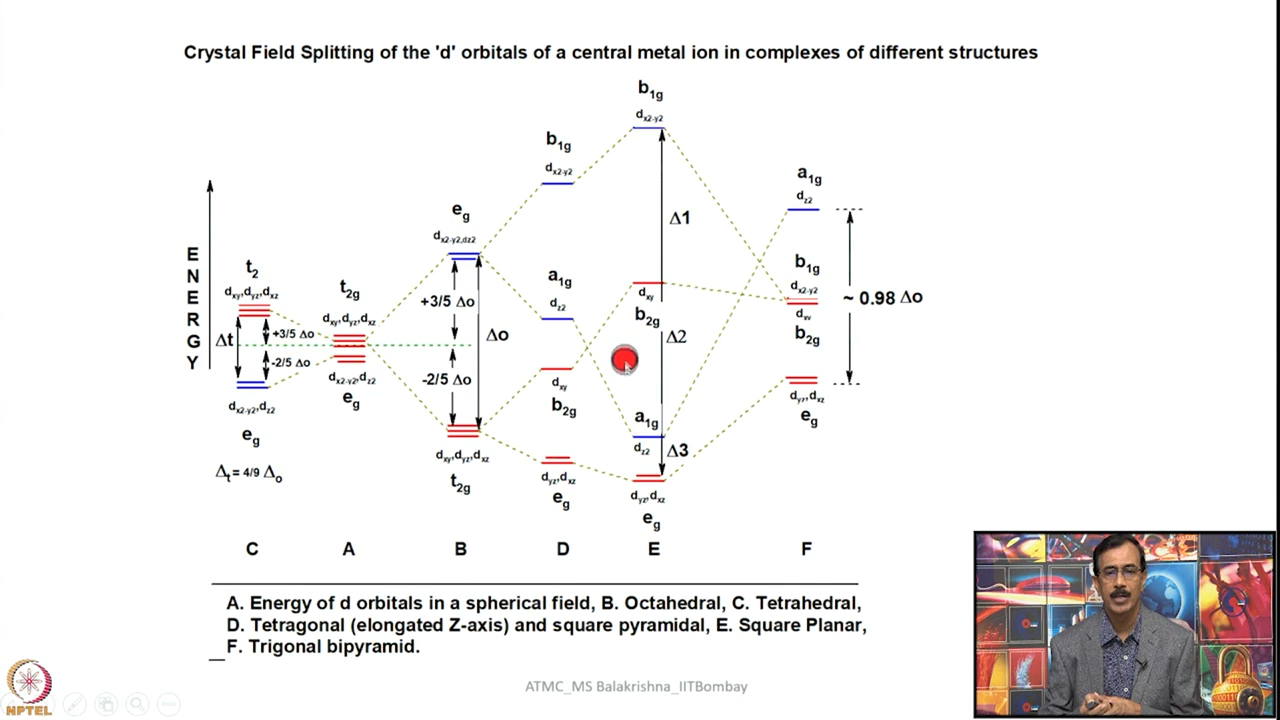 Crystal Field Splitting of the 'd' orbitals of a central metal ion in complexes of different structures
ENERGY
t2
dxy,dyz,dxz
Δt
+3/5 Δo
-2/5 Δo
dx2-y2,dz2
eg
Δt = 4/9 Δo
C
t2g
dxy,dyz,dxz
dx2-y2,dz2
eg
A
eg
dx2-y2,dz2
+3/5 Δo
Δo
-2/5 Δo
dxy,dyz,dxz
t2g
B
b1g
dx2-y2
a1g
dz2
dxy
b2g
dyz,dxz
eg
D
b1g
dx2-y2
Δ1
dxy
b2g
Δ2
a1g
dz2
Δ3
dyz,dxz
eg
E
a1g
dz2
b1g
dx2-y2
dxy
b2g
~ 0.98 Δo
dyz,dxz
eg
F
A. Energy of d orbitals in a spherical field, B. Octahedral, C. Tetrahedral,
D. Tetragonal (elongated Z-axis) and square pyramidal, E. Square Planar,
F. Trigonal bipyramid.
ATMC_MS Balakrishna_IITBombay
NPTEL